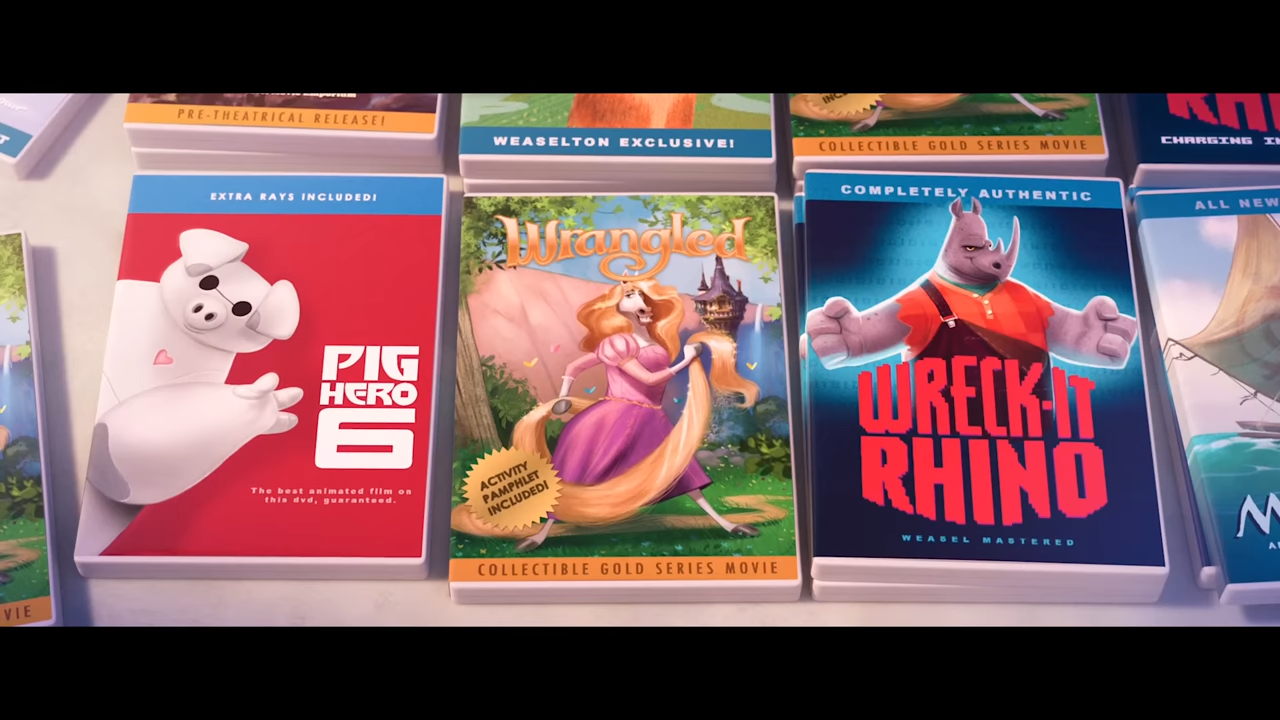 PRE-THEATRICAL RELEASE!
WEASELTON EXCLUSIVE!
COLLECTIBLE GOLD SERIES MOVIE
CHARGING
EXTRA RAYS INCLUDED!
PIG
HERO
6
The best animated film on
this dvd, guaranteed.
Wrangled
ACTIVITY
PAMPHLET
INCLUDED!
COLLECTIBLE GOLD SERIES MOVIE
COMPLETELY AUTHENTIC
WRECK-IT
RHINO
WEASEL MASTERED
ALL NEW